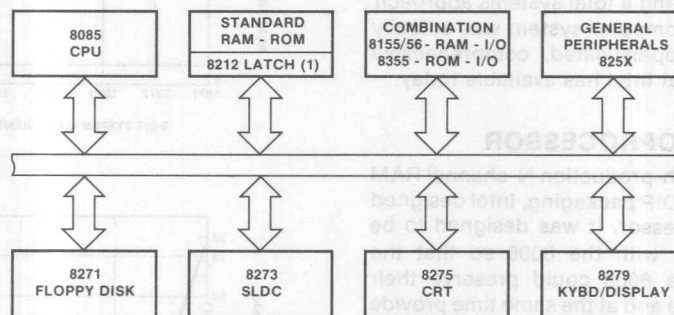 8085
CPU
STANDARD
RAM - ROM
8212 LATCH (1)
COMBINATION
8155/56 - RAM - I/O
8355 - ROM - I/O
GENERAL
PERIPHERALS
825X
8271
FLOPPY DISK
8273
SLDC
8275
CRT
8279
KYBD/DISPLAY